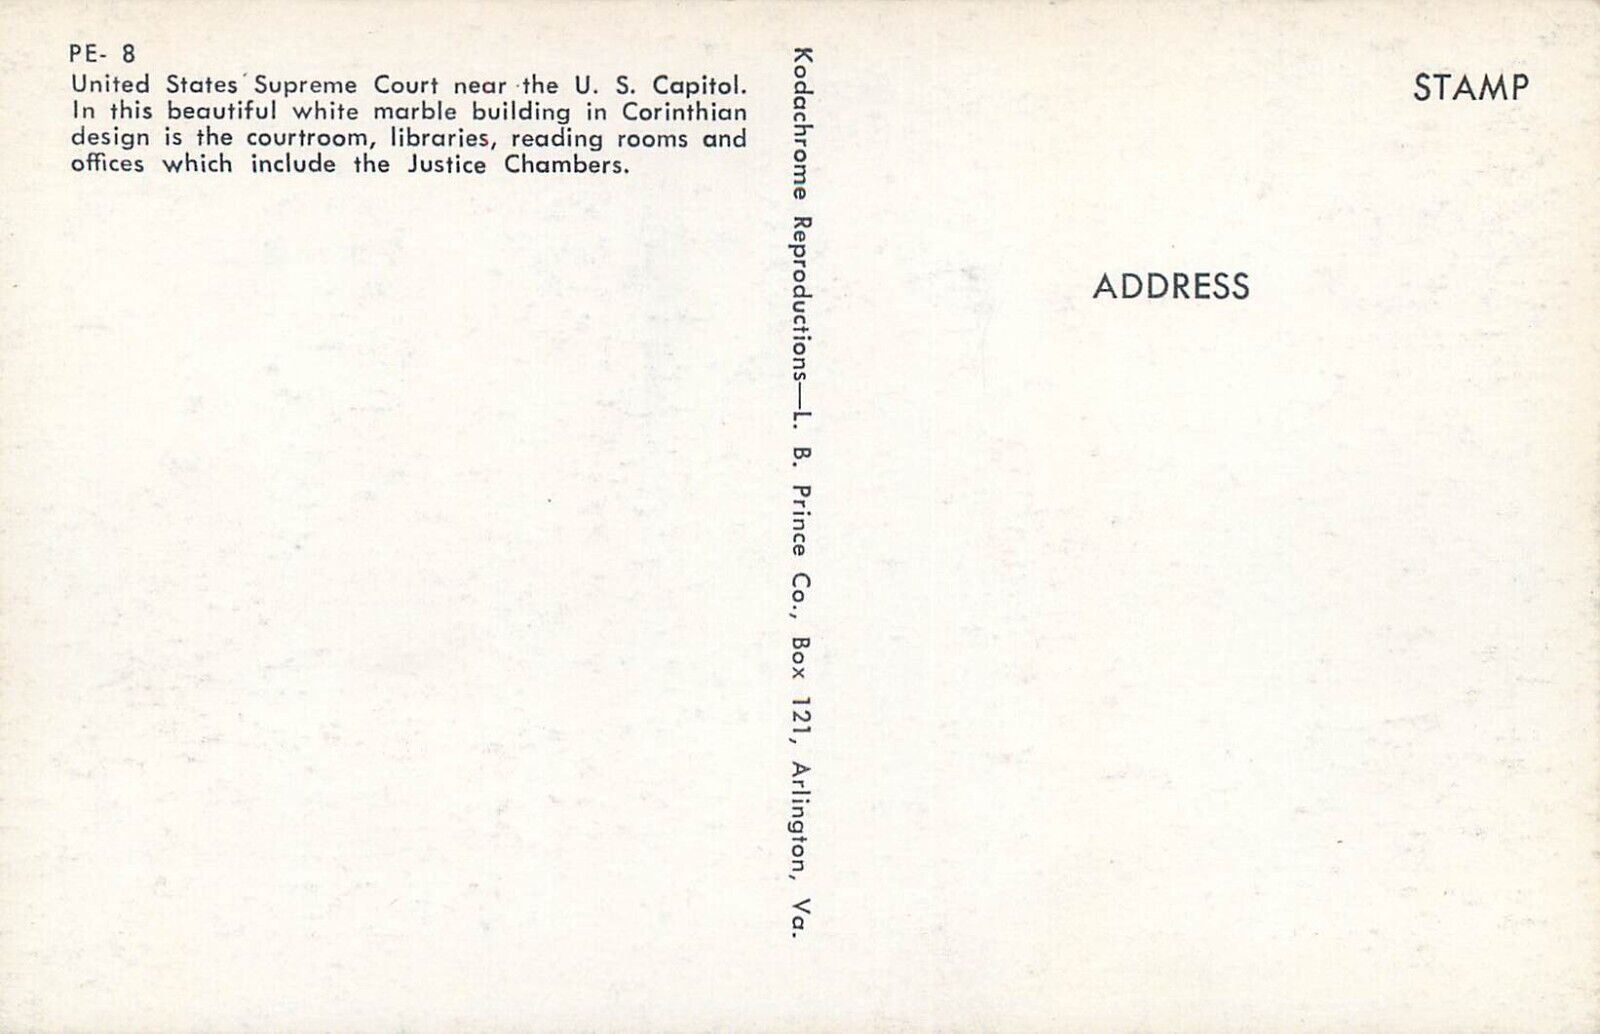 PE- 8
United States Supreme Court near the U. S. Capitol.
In this beautiful white marble building in Corinthian
design is the courtroom, libraries, reading rooms and
offices which include the Justice Chambers.
Kodachrome Reproductions—L. B. Prince Co., Box 121, Arlington, Va.
STAMP
ADDRESS